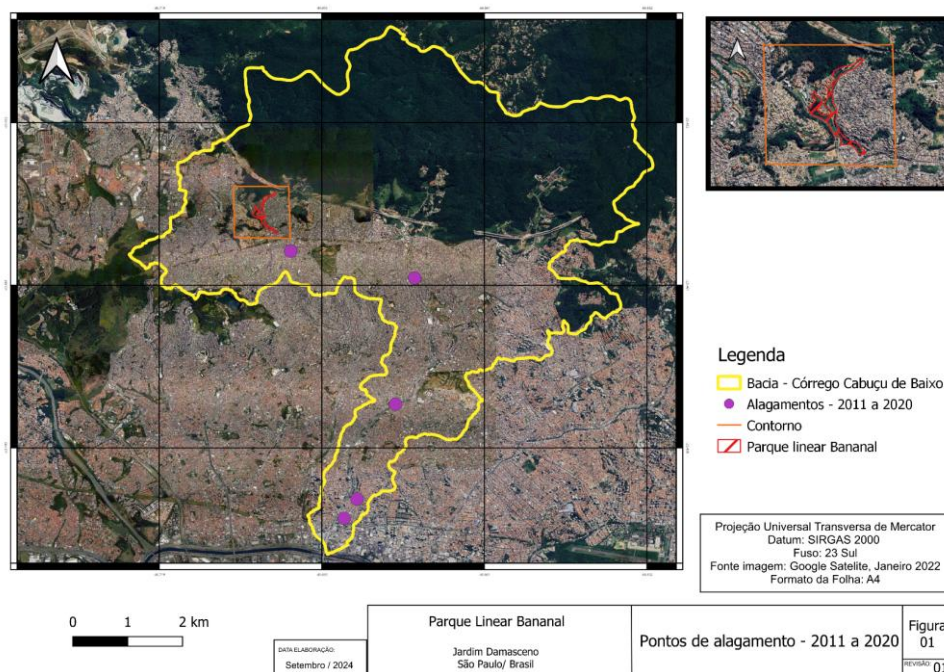 Legenda
Bacia - Córrego Cabuçu de Baixo
Alagamentos - 2011 a 2020
Contorno
Parque linear Bananal
Projeção Universal Transversa de Mercator
Datum: SIRGAS 2000
Fuso: 23 Sul
Fonte imagem: Google Satelite, Janeiro 2022
Formato da Folha: A4
0 1 2 km
DATA ELABORAÇÃO:
Setembro / 2024
Parque Linear Bananal
Jardim Damasceno
São Paulo/ Brasil
Pontos de alagamento - 2011 a 2020
Figura
01
REVISÃO: 01